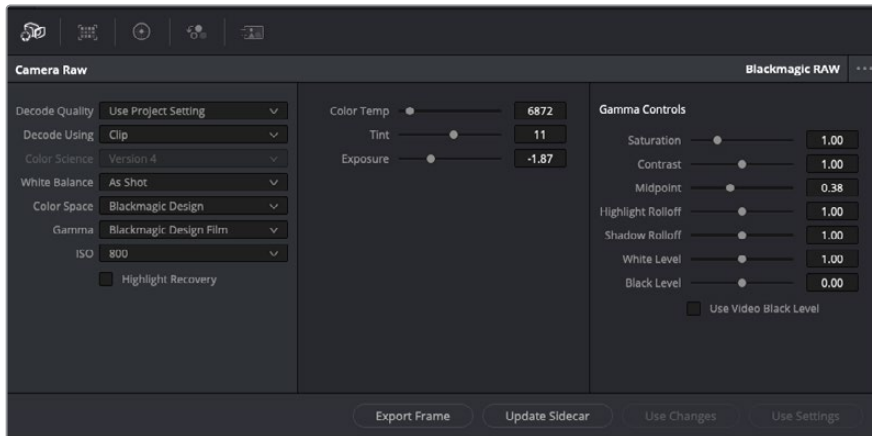 Camera Raw
Blackmagic RAW
Decode Quality Use Project Setting
Decode Using Clip
Color Science Version 4
White Balance As Shot
Color Space Blackmagic Design
Gamma Blackmagic Design Film
ISO 800
Highlight Recovery
Color Temp 6872
Tint 11
Exposure -1.87
Gamma Controls
Saturation 1.00
Contrast 1.00
Midpoint 0.38
Highlight Rolloff 1.00
Shadow Rolloff 1.00
White Level 1.00
Black Level 0.00
Use Video Black Level
Export Frame
Update Sidecar
Use Changes
Use Settings